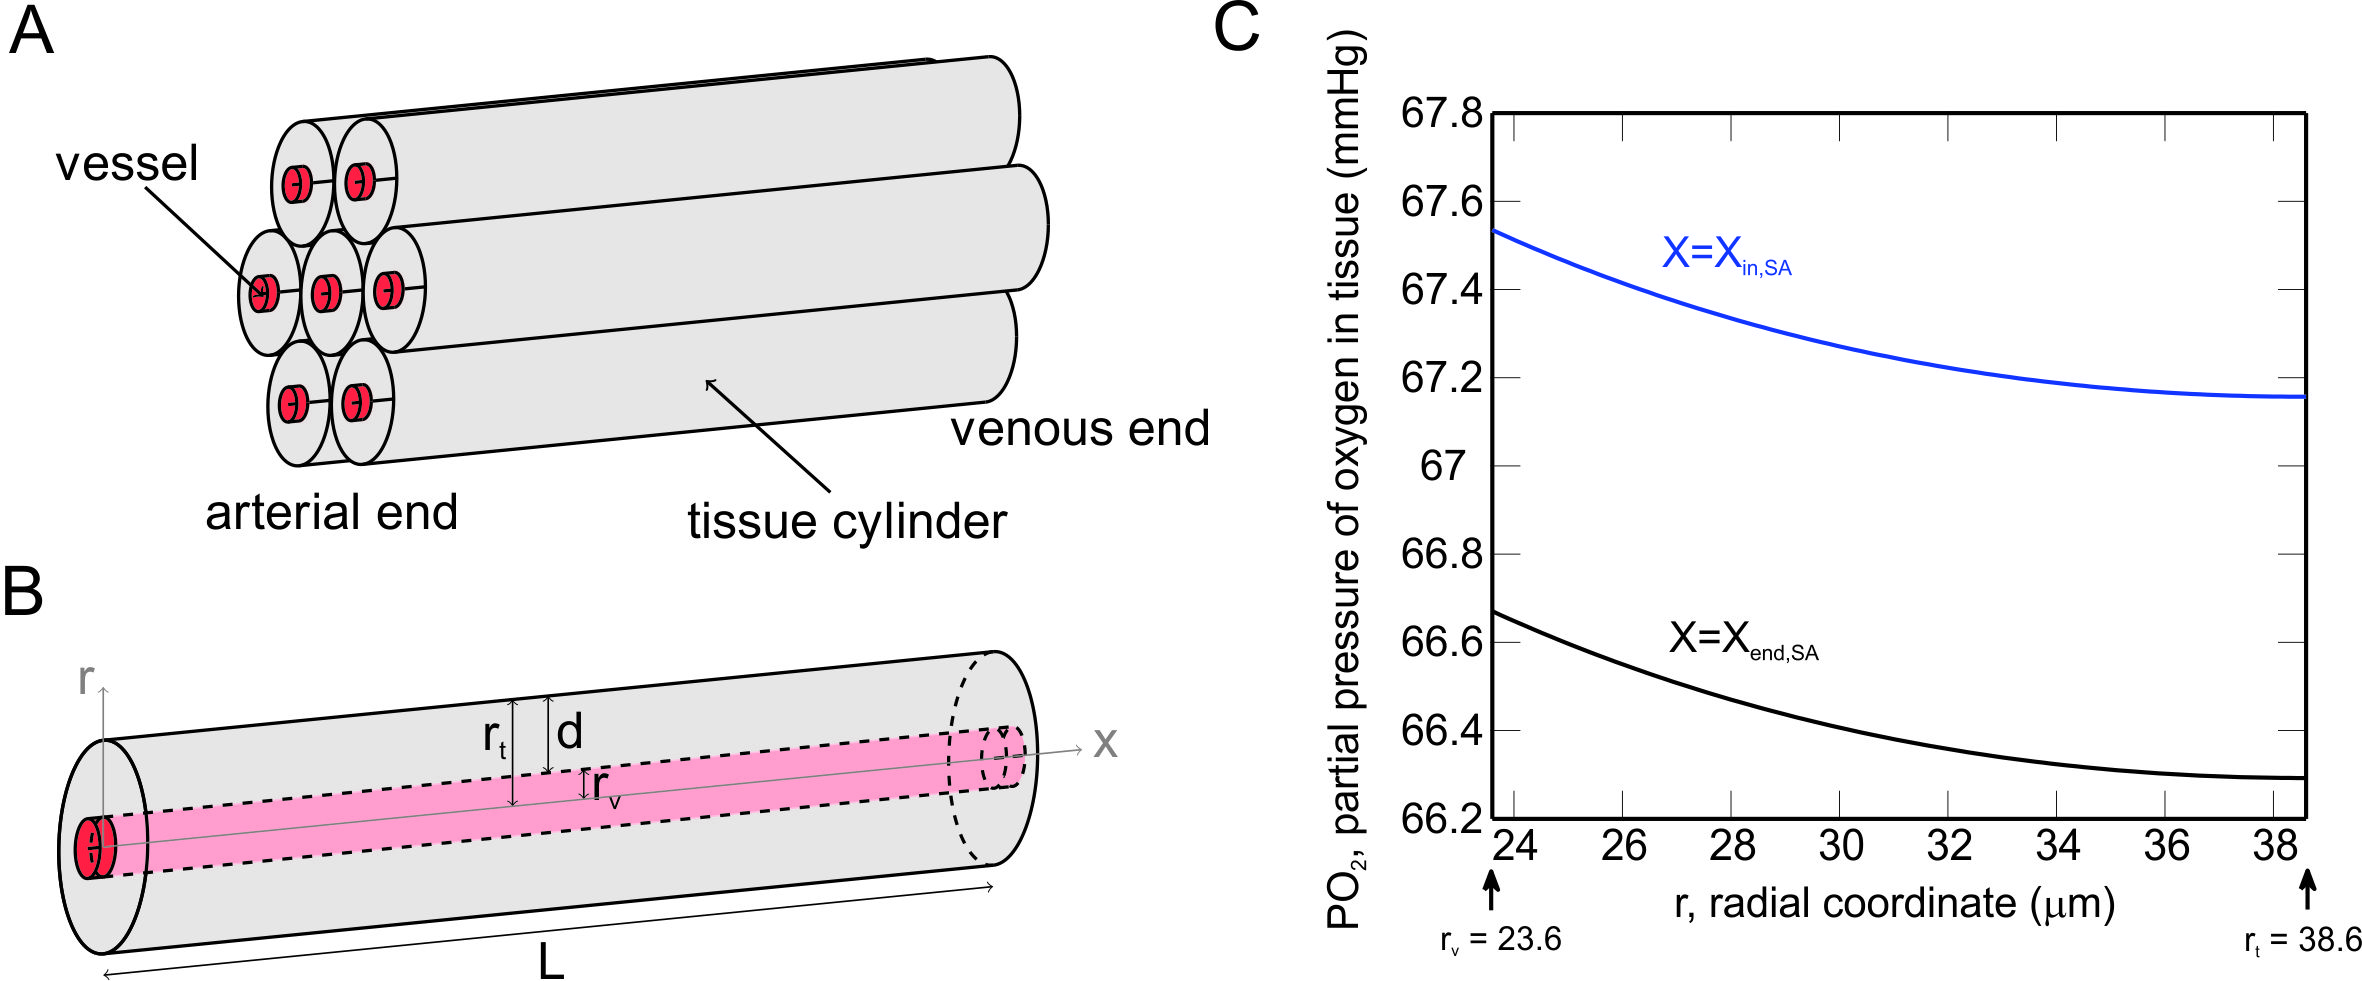 A
vessel
arterial end
venous end
tissue cylinder
B
r
rt
d
rv
x
L
C
PO2, partial pressure of oxygen in tissue (mmHg)
67.8
67.6
67.4
67.2
67
66.8
66.6
66.4
66.2
X=Xin,SA
X=Xend,SA
24 26 28 30 32 34 36 38
r, radial coordinate (μm)
rv = 23.6
rt = 38.6